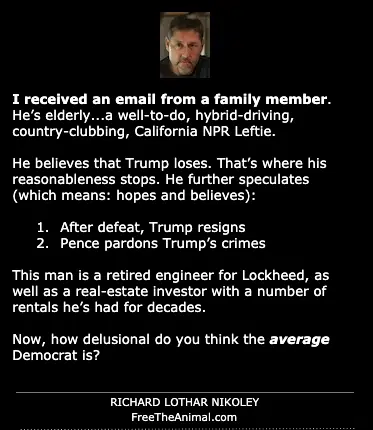 I received an email from a family member.
He's elderly...a well-to-do, hybrid-driving,
country-clubbing, California NPR Leftie.
He believes that Trump loses. That's where his
reasonableness stops. He further speculates
(which means: hopes and believes):
1. After defeat, Trump resigns
2. Pence pardons Trump's crimes
This man is a retired engineer for Lockheed, as
well as a real-estate investor with a number of
rentals he's had for decades.
Now, how delusional do you think the average
Democrat is?
RICHARD LOTHAR NIKOLEY
FreeTheAnimal.com